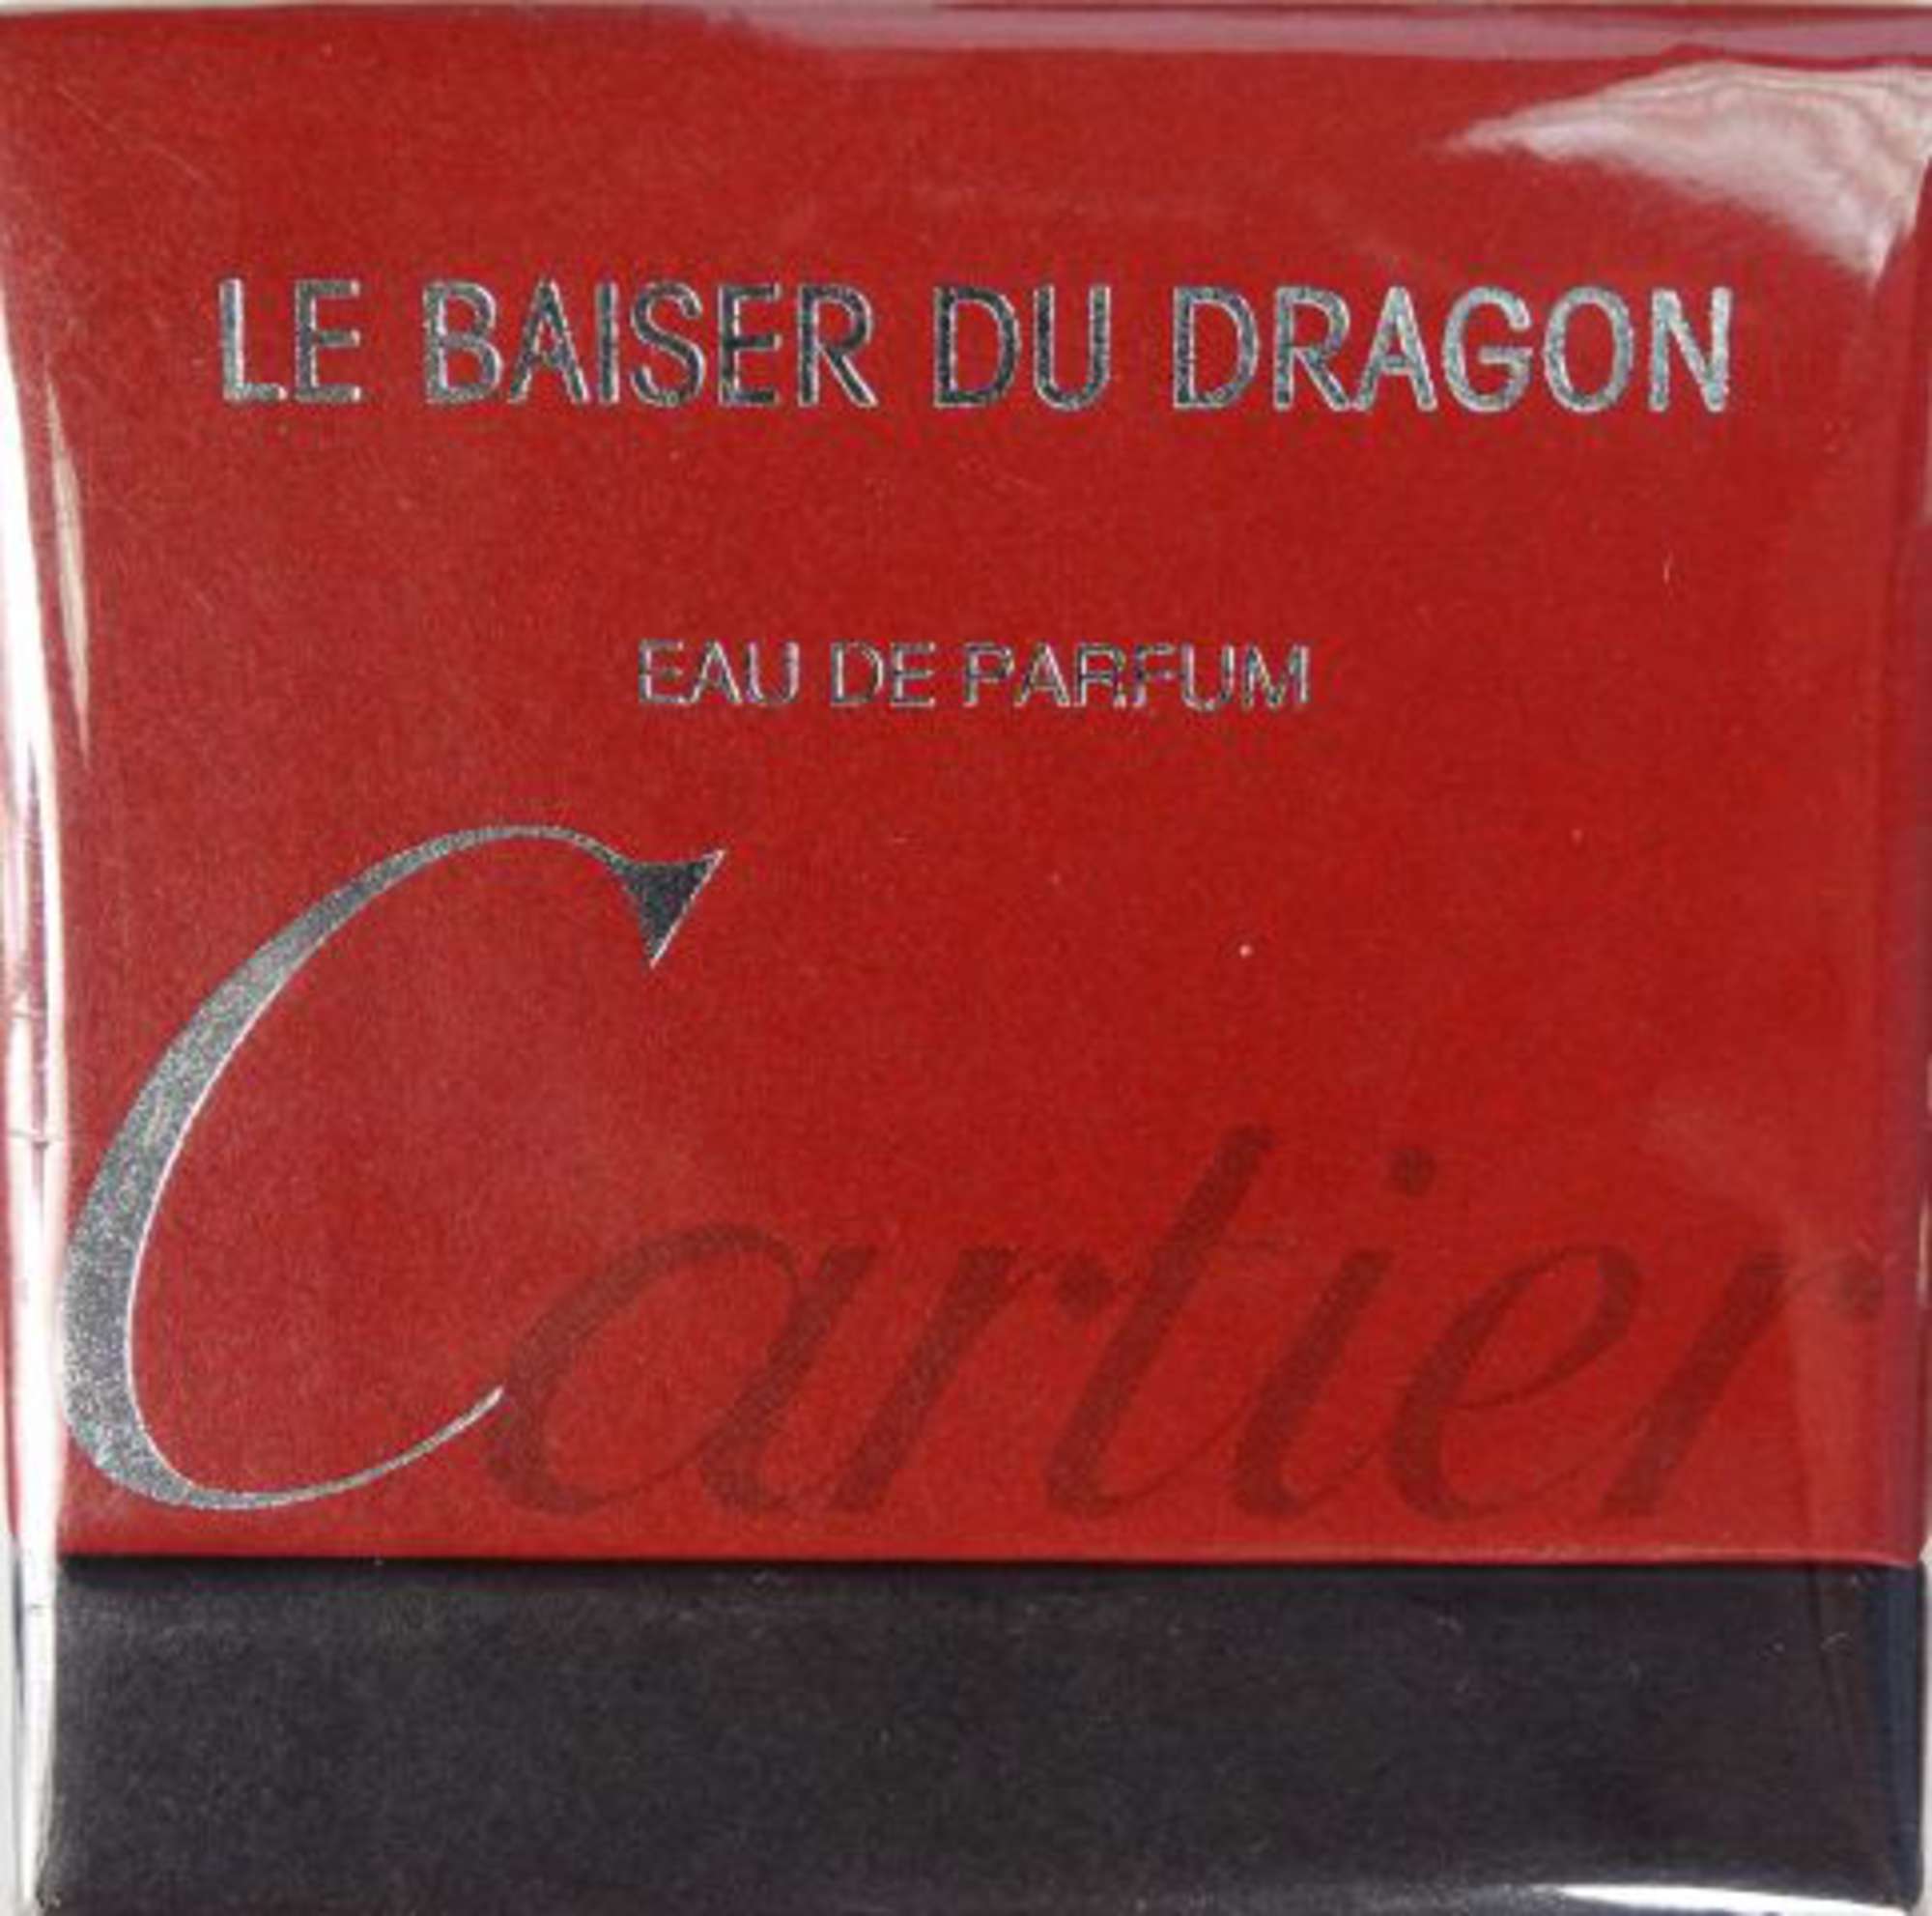 LE BAISER DU DRAGON
EAU DE PARFUM
Cartier